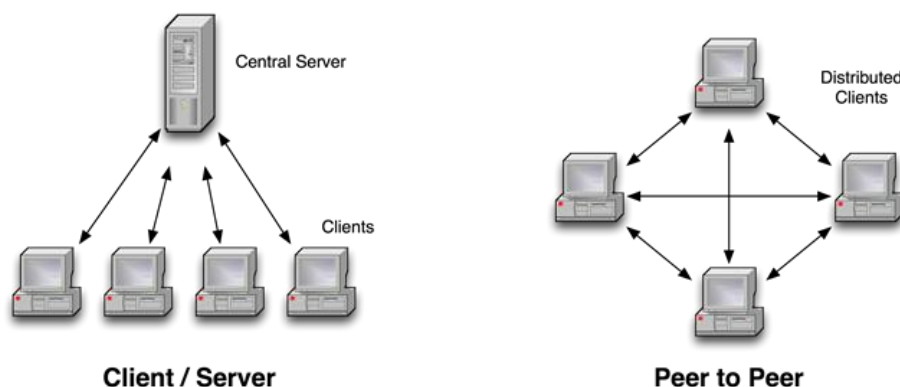 Central Server
Clients
Client / Server
Distributed
Clients
Peer to Peer